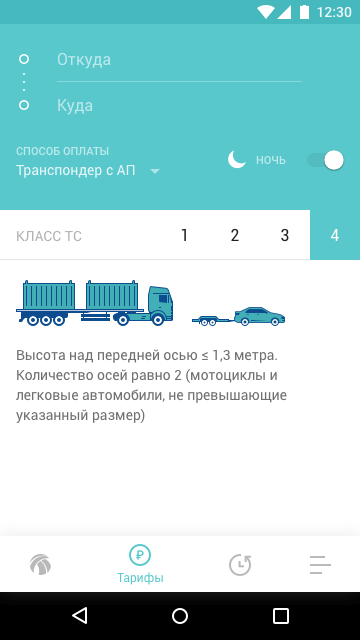 12:30
Откуда
Куда
СПОСОБ ОПЛАТЫ
Транспондер с АП
НОЧЬ
КЛАСС ТС 1 2 3 4
Высота над передней осью ≤ 1,3 метра.
Количество осей равно 2 (мотоциклы и
легковые автомобили, не превышающие
указанный размер)
₽
Тарифы